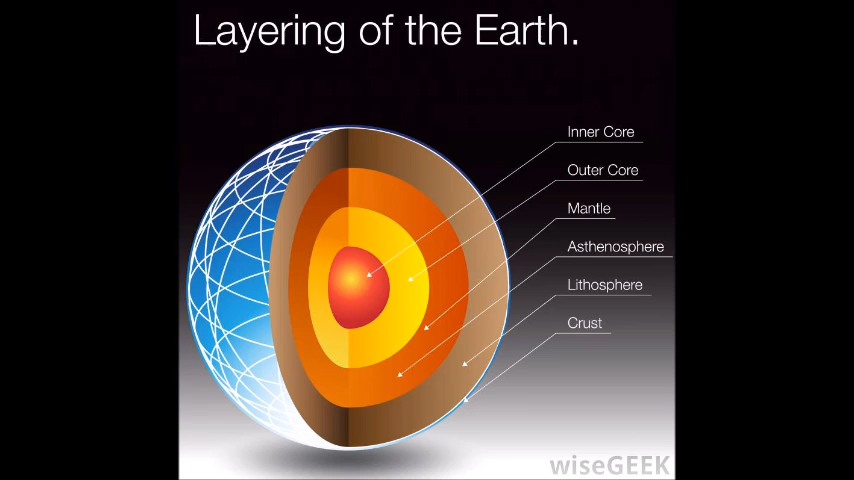 Layering of the Earth.
Inner Core
Outer Core
Mantle
Asthenosphere
Lithosphere
Crust
wiseGEEK